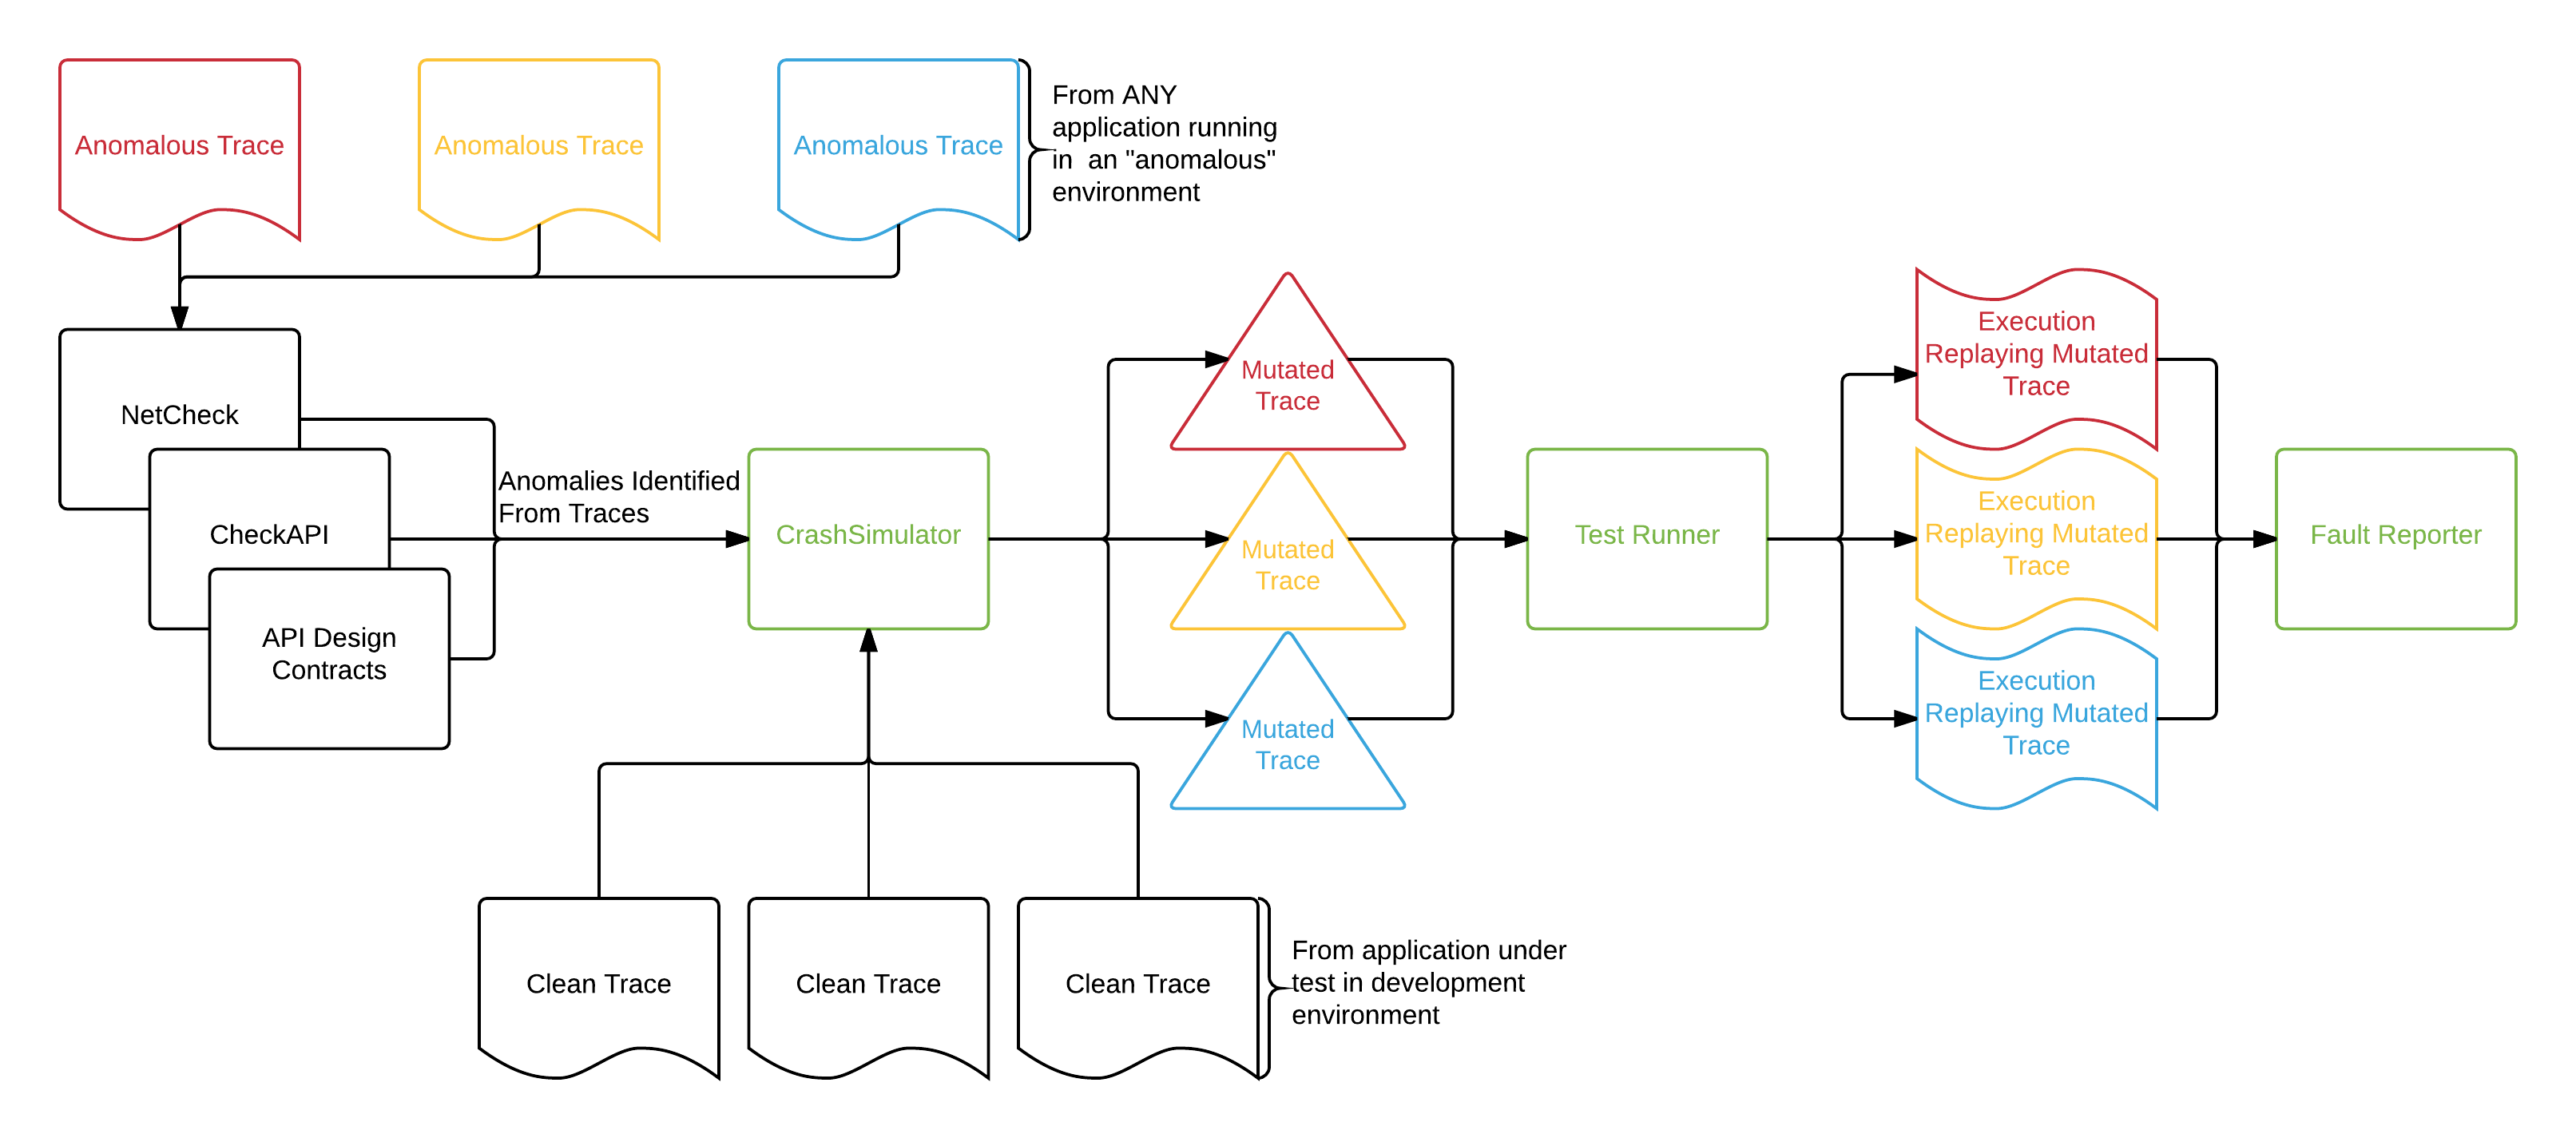 Anomalous Trace
Anomalous Trace
Anomalous Trace
From ANY
application running
in  an "anomalous"
environment
NetCheck
CheckAPI
API Design
Contracts
Anomalies Identified
From Traces
CrashSimulator
Mutated
Trace
Mutated
Trace
Mutated
Trace
Test Runner
Execution
Replaying Mutated
Trace
Execution
Replaying Mutated
Trace
Execution
Replaying Mutated
Trace
Fault Reporter
Clean Trace
Clean Trace
Clean Trace
From application under
test in development
environment